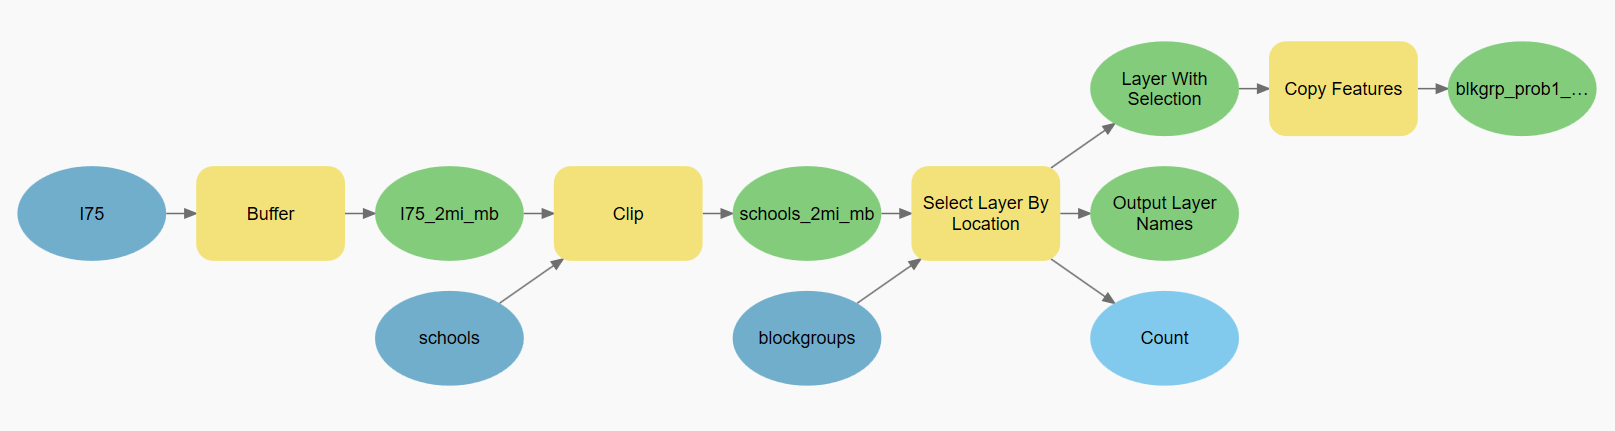 Layer With
Selection
Copy Features
blkgrp_prob1_...
I75
Buffer
I75_2mi_mb
Clip
schools_2mi_mb
Select Layer By
Location
Output Layer
Names
schools
blockgroups
Count